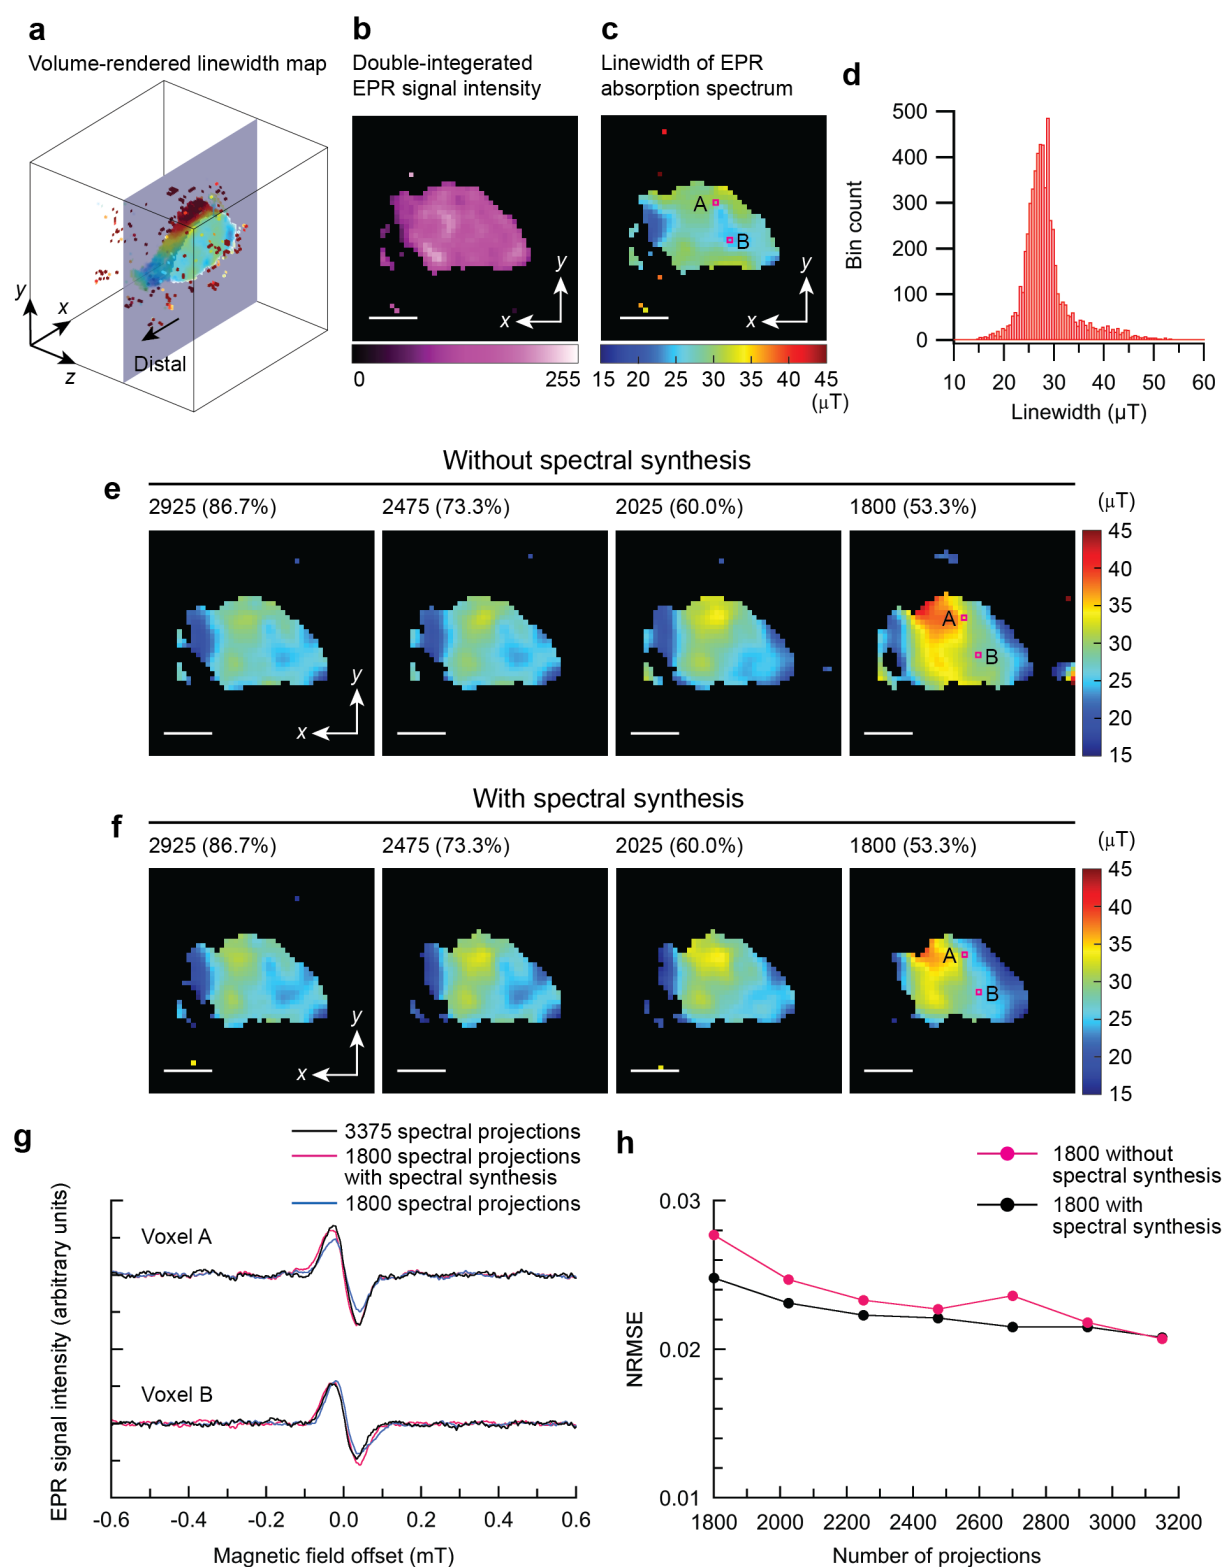 a
Volume-rendered linewidth map
y
x
z
Distal
b
Double-integerated
EPR signal intensity
y
x
0 255
c
Linewidth of EPR
absorption spectrum
A
B
y
x
15 20 25 30 35 40 45
(μT)
d
Bin count
500
400
300
200
100
0
10 20 30 40 50 60
Linewidth (μT)
Without spectral synthesis
e
2925 (86.7%) 2475 (73.3%) 2025 (60.0%) 1800 (53.3%)
(μT)
A
B
y
x
45
40
35
30
25
20
15
With spectral synthesis
f
2925 (86.7%) 2475 (73.3%) 2025 (60.0%) 1800 (53.3%)
(μT)
A
B
y
x
45
40
35
30
25
20
15
g
3375 spectral projections
1800 spectral projections
with spectral synthesis
1800 spectral projections
EPR signal intensity (arbitrary units)
Voxel A
Voxel B
-0.6 -0.4 -0.2 0.0 0.2 0.4 0.6
Magnetic field offset (mT)
h
1800 without
spectral synthesis
1800 with
spectral synthesis
NRMSE
0.03
0.02
0.01
1800 2000 2200 2400 2600 2800 3000 3200
Number of projections